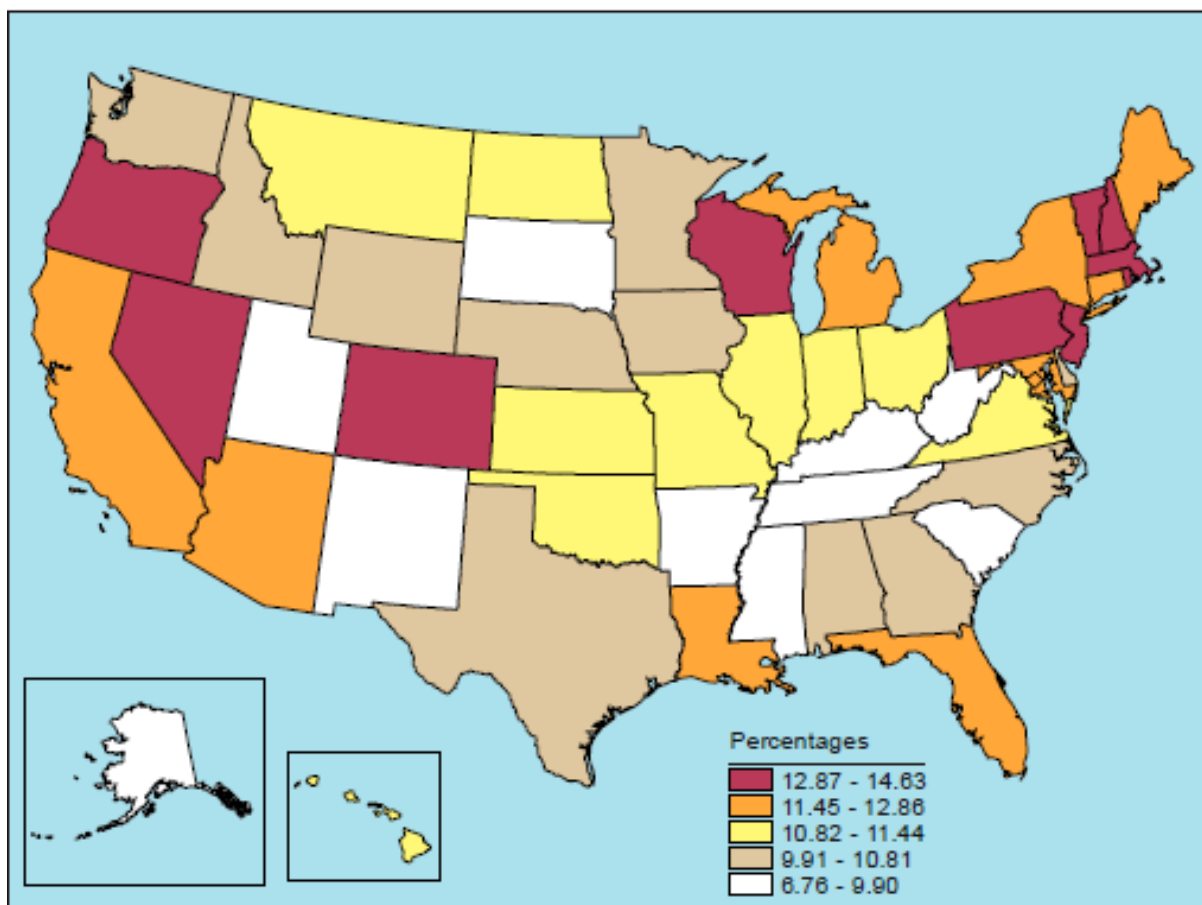 Percentages
12.87 - 14.63
11.45 - 12.86
10.82 - 11.44
9.91 - 10.81
6.76 - 9.90